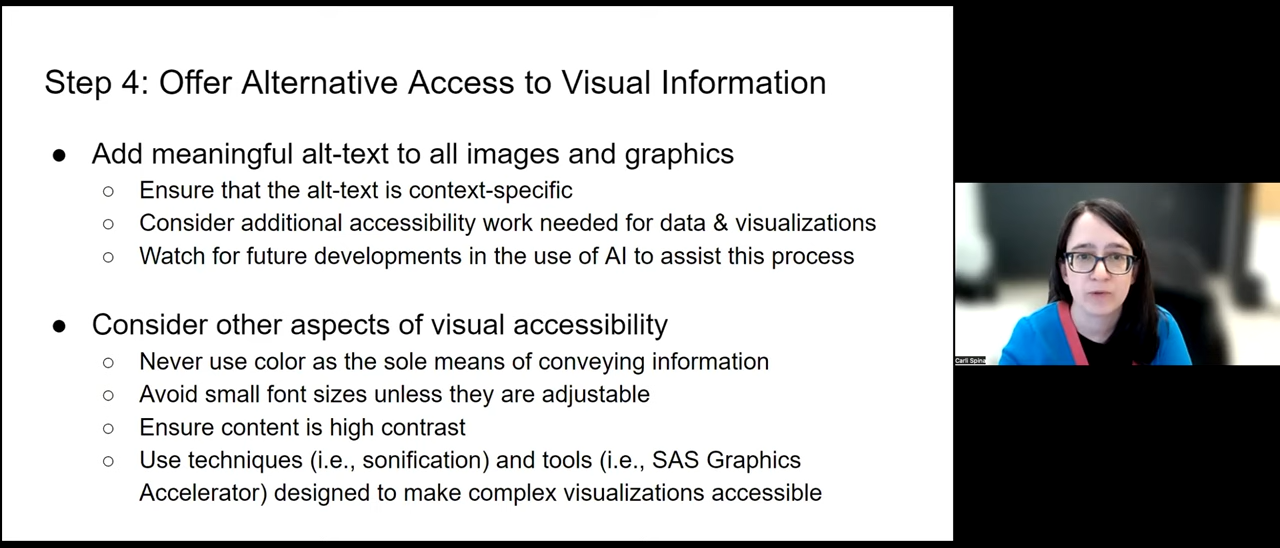 Step 4: Offer Alternative Access to Visual Information
● Add meaningful alt-text to all images and graphics
○ Ensure that the alt-text is context-specific
○ Consider additional accessibility work needed for data & visualizations
○ Watch for future developments in the use of AI to assist this process
● Consider other aspects of visual accessibility
○ Never use color as the sole means of conveying information
○ Avoid small font sizes unless they are adjustable
○ Ensure content is high contrast
○ Use techniques (i.e., sonification) and tools (i.e., SAS Graphics
Accelerator) designed to make complex visualizations accessible
Carli Spina